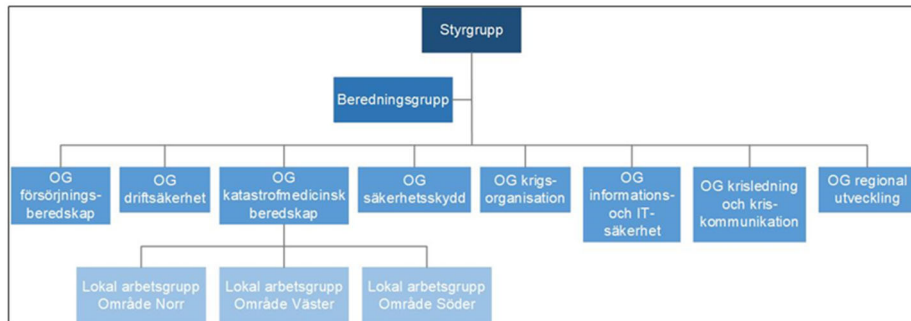 Styrgrupp
Beredningsgrupp
OG
försörjnings-
beredskap
OG
driftsäkerhet
OG
katastrofmedicinsk
beredskap
OG
säkerhetsskydd
OG krigs-
organisation
OG
informations-
och IT-
säkerhet
OG krisledning
och kris-
kommunikation
OG regional
utveckling
Lokal arbetsgrupp
Område Norr
Lokal arbetsgrupp
Område Väster
Lokal arbetsgrupp
Område Söder